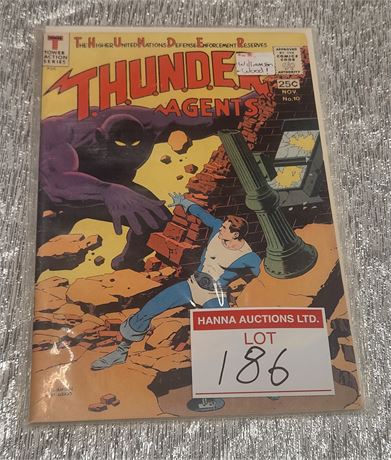 THE HIGHER UNITED NATIONS DEFENSE ENFORCEMENT RESERVES
TOWER
ACTION
SERIES
T.H.U.N.D.E.R
AGENTS
Williamson
-Wood!
APPROVED
BY THE
COMICS
CODE
AUTHORITY
25¢
NOV.
No.10
HANNA AUCTIONS LTD.
LOT
186